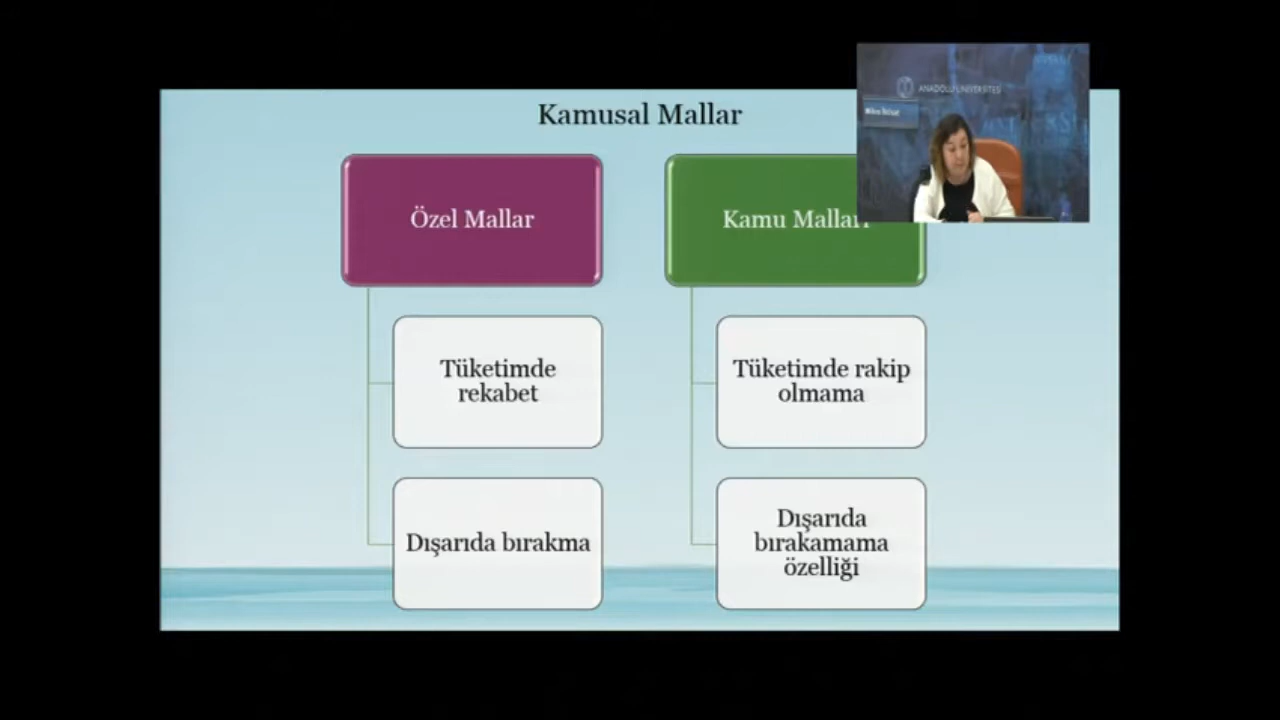 Kamusal Mallar
ANADOLU ÜNİVERSİTESİ
Özel Mallar
Kamu Malları
Tüketimde
rekabet
Tüketimde rakip
olmama
Dışarıda bırakma
Dışarıda
bırakamama
özelliği